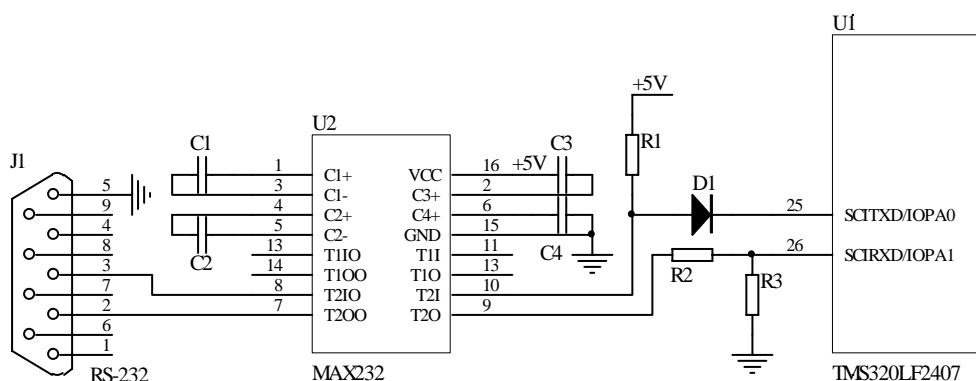 U1
+5V
U2
R1
C1
C3
J1
1
C1+
VCC
16
+5V
5
3
C1-
C3+
2
D1
9
4
C2+
C4+
6
25
SCITXD/IOPA0
4
5
C2-
GND
15
8
C2
13
T1IO
T1I
11
C4
26
SCIRXD/IOPA1
3
14
T1OO
T1O
13
R2
R3
7
8
T2IO
T2I
10
2
7
T2OO
T2O
9
6
1
RS-232
MAX232
TMS320LF2407